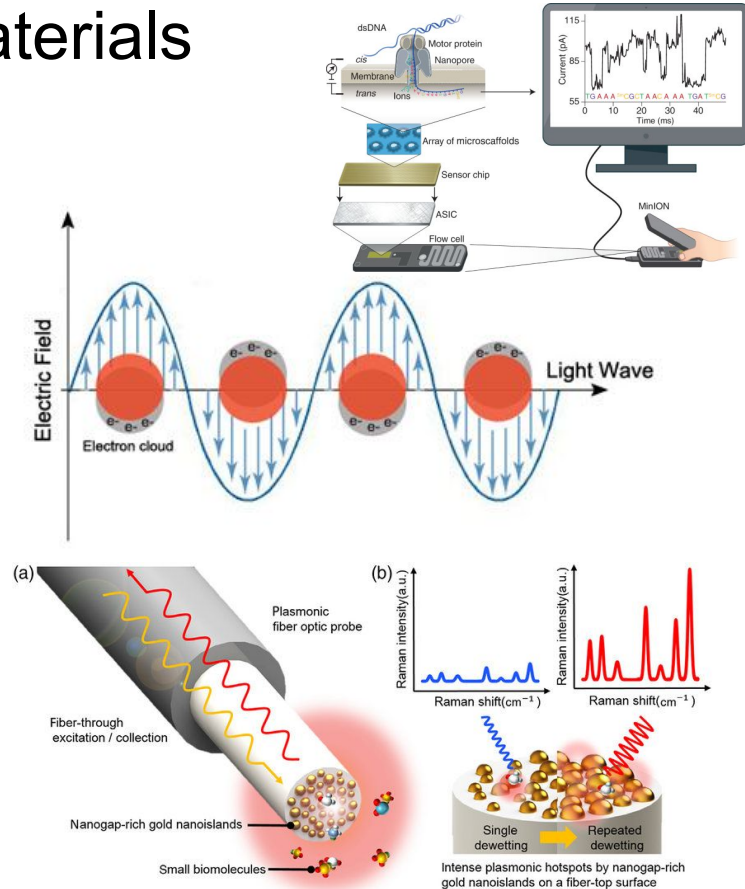 aterials
dsDNA
Motor protein
cis
Nanopore
Membrane
trans
Ions
Array of microscaffolds
Sensor chip
ASIC
Flow cell
MinION
Current (pA)
115
85
55
0 10 20 30 40
Time (ms)
Electric Field
Light Wave
e- e- e-
e- e- e-
e- e- e-
e- e- e-
Electron cloud
(a)
Plasmonic
fiber optic probe
Fiber-through
excitation / collection
Nanogap-rich gold nanoislands
Small biomolecules
(b)
Raman intensity(a.u.)
Raman shift(cm⁻¹)
Raman intensity(a.u.)
Raman shift(cm⁻¹)
Single
dewetting
Repeated
dewetting
Intense plasmonic hotspots by nanogap-rich
gold nanoislands on a fiber-top surface